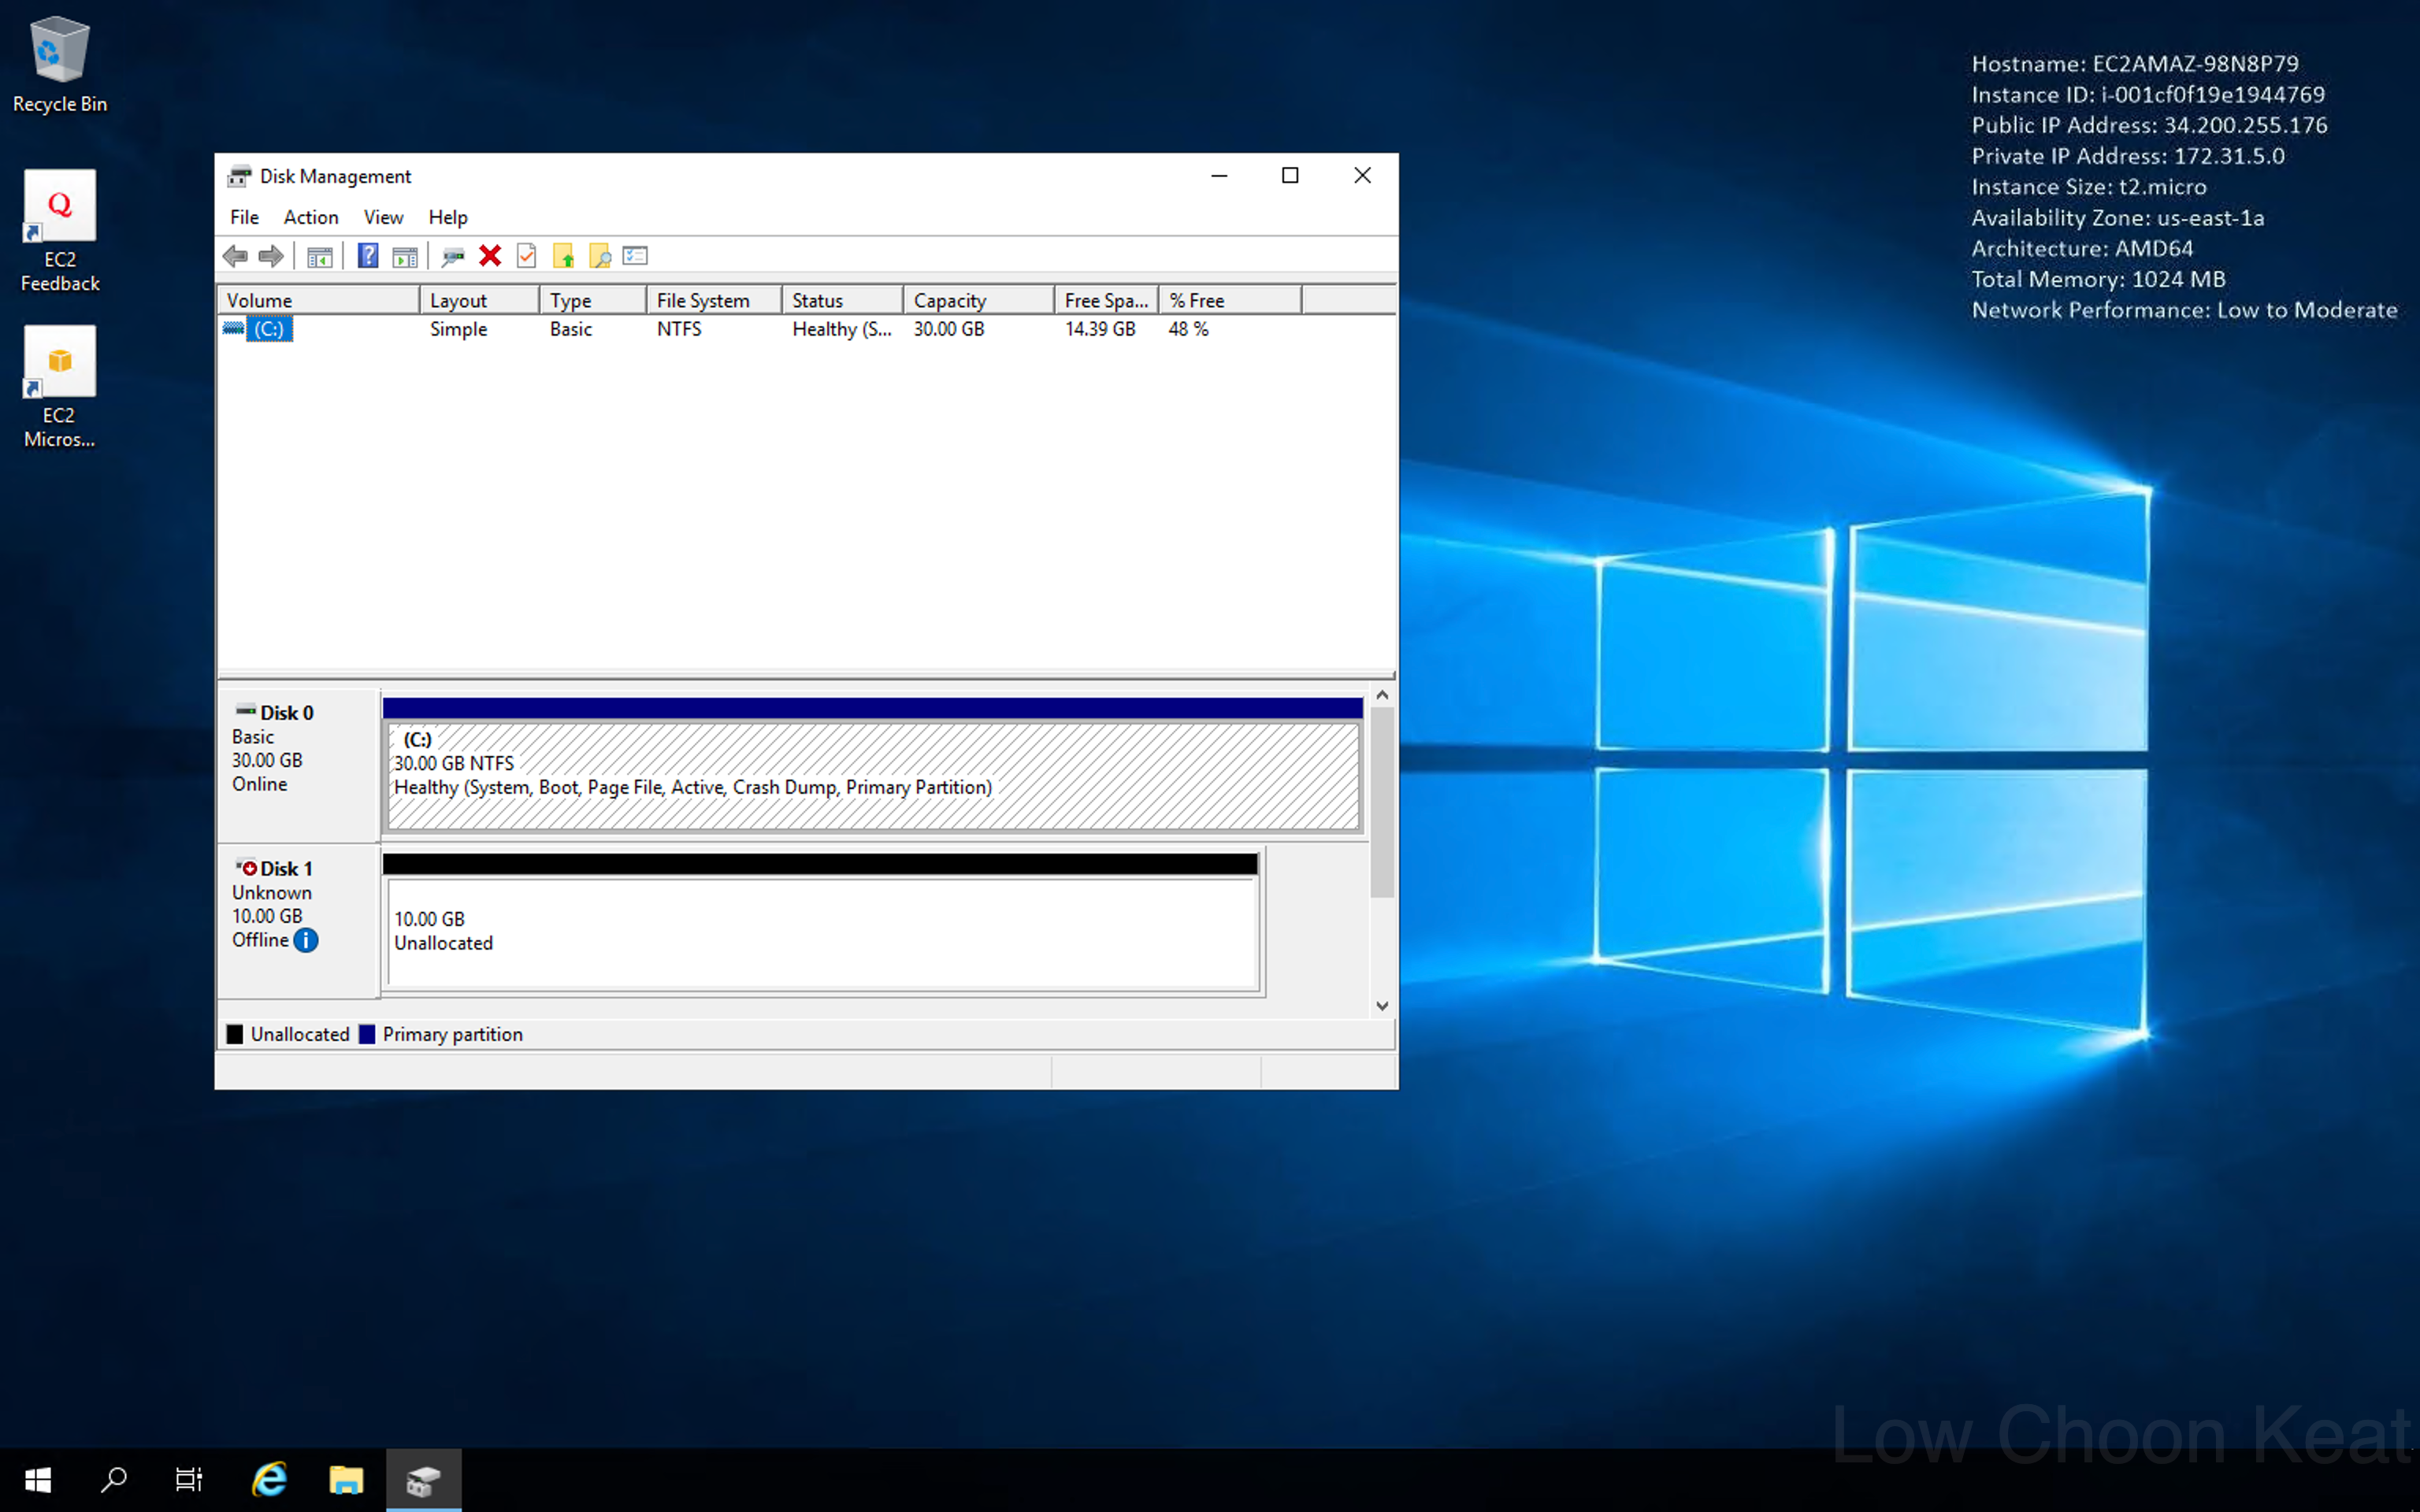 Recycle Bin
EC2
Feedback
EC2
Micros...
Hostname: EC2AMAZ-98N8P79
Instance ID: i-001cf0f19e1944769
Public IP Address: 34.200.255.176
Private IP Address: 172.31.5.0
Instance Size: t2.micro
Availability Zone: us-east-1a
Architecture: AMD64
Total Memory: 1024 MB
Network Performance: Low to Moderate
Disk Management
File Action View Help
Volume Layout Type File System Status Capacity Free Spa... % Free
(C:) Simple Basic NTFS Healthy (S... 30.00 GB 14.39 GB 48 %
Disk 0
Basic
30.00 GB
Online
(C:)
30.00 GB NTFS
Healthy (System, Boot, Page File, Active, Crash Dump, Primary Partition)
Disk 1
Unknown
10.00 GB
Offline
10.00 GB
Unallocated
Unallocated Primary partition
Low Choon Keat